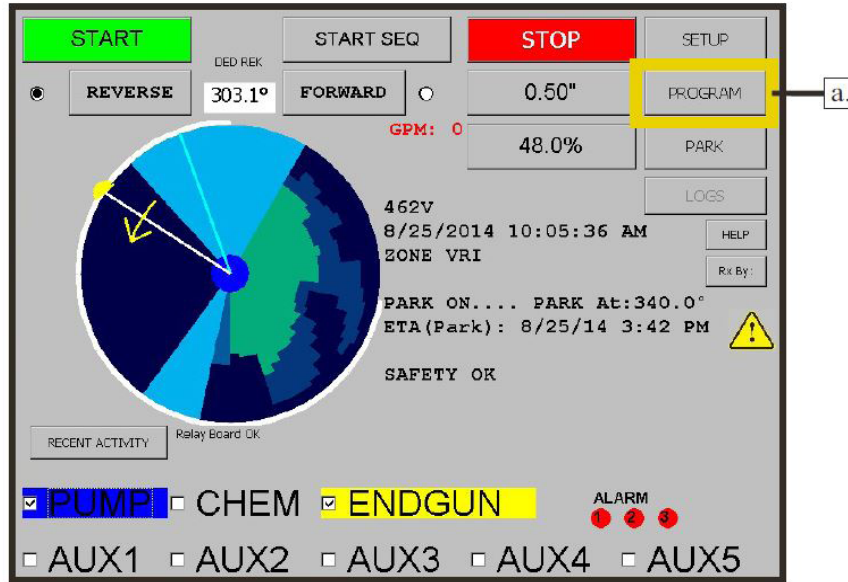 START
START SEQ
STOP
SETUP
DED REK
REVERSE
303.1º
FORWARD
0.50"
PROGRAM
a.
GPM: 0
48.0%
PARK
LOGS
462V
8/25/2014 10:05:36 AM
HELP
ZONE VRI
Rx By:
PARK ON.... PARK At:340.0°
ETA(Park): 8/25/14 3:42 PM
SAFETY OK
RECENT ACTIVITY
Relay Board OK
PUMP
CHEM
ENDGUN
ALARM
1 2 3
AUX1
AUX2
AUX3
AUX4
AUX5